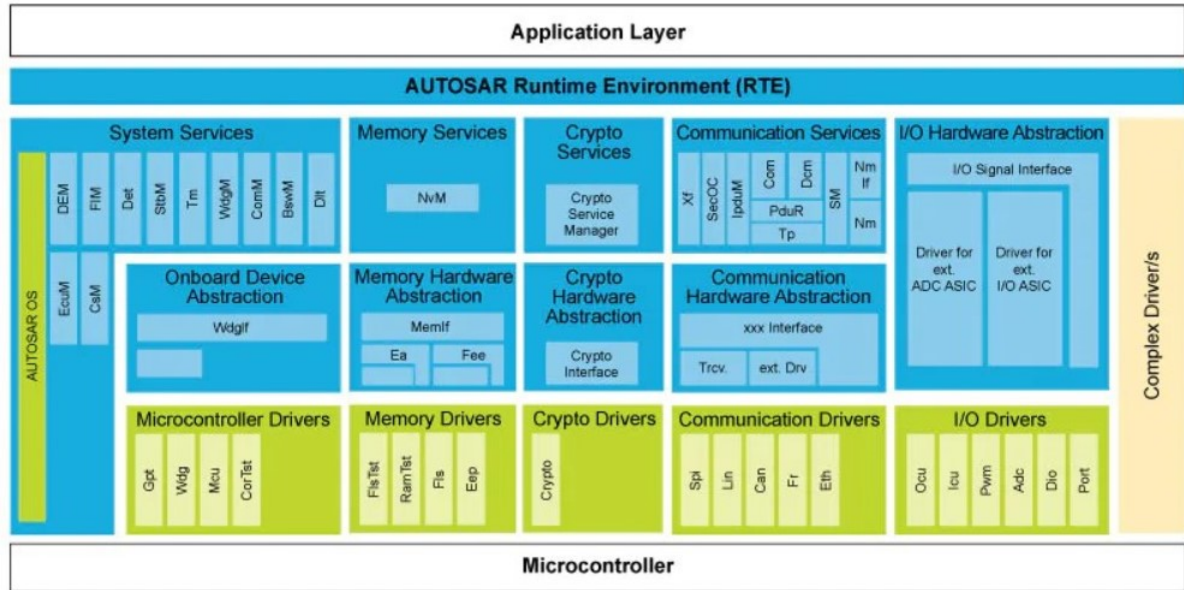 Application Layer
AUTOSAR Runtime Environment (RTE)
System Services
AUTOSAR OS
DEM
FIM
Det
StbM
Tm
WdgM
ComM
BswM
Dlt
EcuM
CsM
Memory Services
NvM
Crypto
Services
Crypto
Service
Manager
Communication Services
Xf
SecOC
IpduM
Com
Dcm
PduR
Tp
SM
Nm
If
Nm
I/O Hardware Abstraction
I/O Signal Interface
Driver for
ext.
ADC ASIC
Driver for
ext.
I/O ASIC
Complex Driver/s
Onboard Device
Abstraction
WdgIf
Memory Hardware
Abstraction
MemIf
Ea
Fee
Crypto
Hardware
Abstraction
Crypto
Interface
Communication
Hardware Abstraction
xxx Interface
Trcv.
ext. Drv
Microcontroller Drivers
Gpt
Wdg
Mcu
CorTst
Memory Drivers
FlsTst
RamTst
Fls
Eep
Crypto Drivers
Crypto
Communication Drivers
Spi
Lin
Can
Fr
Eth
I/O Drivers
Ocu
Icu
Pwm
Adc
Dio
Port
Microcontroller